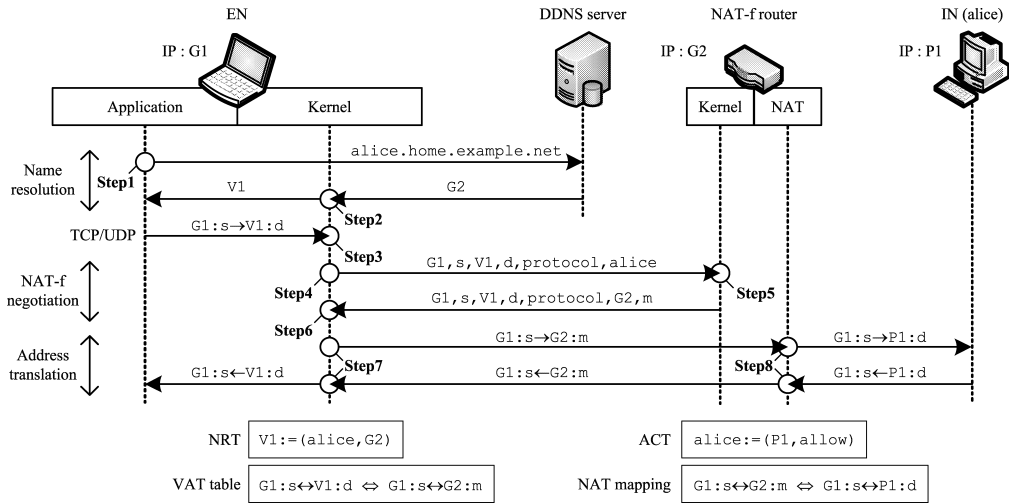 EN
DDNS server
NAT-f router
IN (alice)
IP : G1
IP : G2
IP : P1
Application
Kernel
Kernel
NAT
alice.home.example.net
Name
resolution
Step1
V1
G2
Step2
TCP/UDP
G1:s→V1:d
Step3
NAT-f
negotiation
G1,s,V1,d,protocol,alice
Step4
Step5
G1,s,V1,d,protocol,G2,m
Step6
Address
translation
G1:s→G2:m
G1:s→P1:d
Step7
Step8
G1:s←V1:d
G1:s←G2:m
G1:s←P1:d
NRT
V1:=(alice,G2)
ACT
alice:=(P1,allow)
VAT table
G1:s↔V1:d ⇔ G1:s↔G2:m
NAT mapping
G1:s↔G2:m ⇔ G1:s↔P1:d